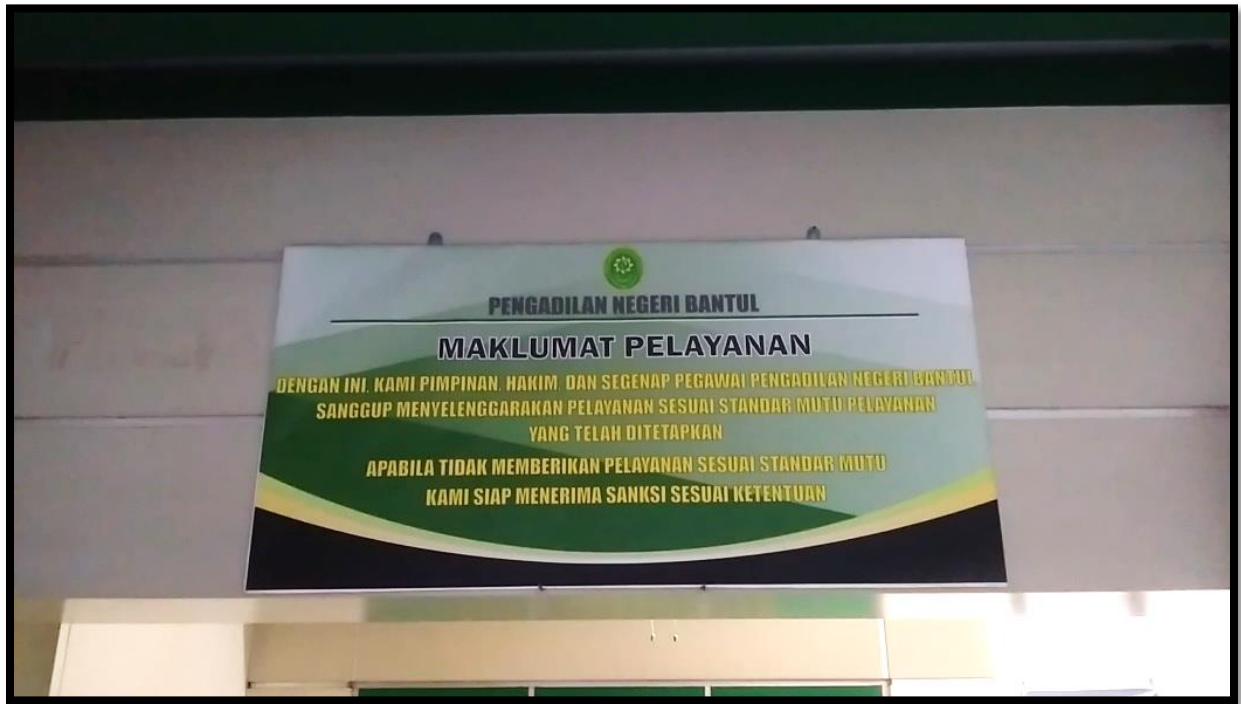 PENGADILAN NEGERI BANTUL
MAKLUMAT PELAYANAN
DENGAN INI, KAMI PIMPINAN, HAKIM, DAN SEGENAP PEGAWAI PENGADILAN NEGERI BANTUL
SANGGUP MENYELENGGARAKAN PELAYANAN SESUAI STANDAR MUTU PELAYANAN
YANG TELAH DITETAPKAN
APABILA TIDAK MEMBERIKAN PELAYANAN SESUAI STANDAR MUTU
KAMI SIAP MENERIMA SANKSI SESUAI KETENTUAN